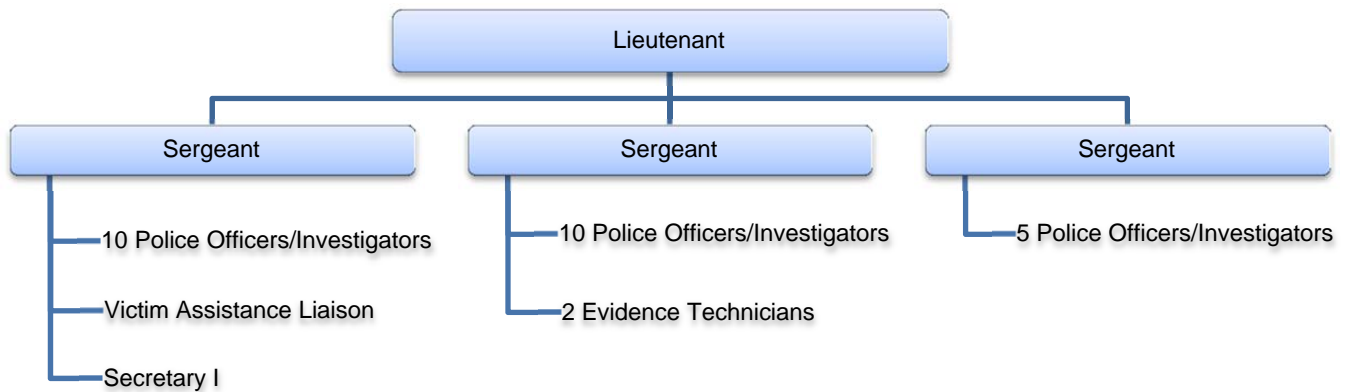 Lieutenant
Sergeant
Sergeant
Sergeant
10 Police Officers/Investigators
10 Police Officers/Investigators
5 Police Officers/Investigators
Victim Assistance Liaison
2 Evidence Technicians
Secretary I